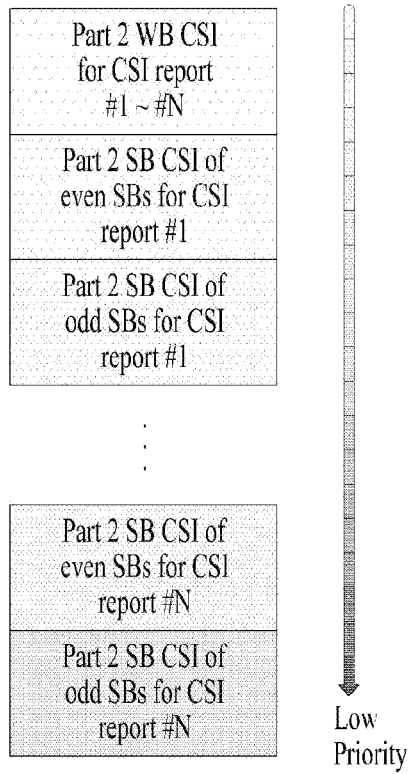 Part 2 WB CSI
for CSI report
#1 ~ #N
Part 2 SB CSI of
even SBs for CSI
report #1
Part 2 SB CSI of
odd SBs for CSI
report #1
Part 2 SB CSI of
even SBs for CSI
report #N
Part 2 SB CSI of
odd SBs for CSI
report #N
Low
Priority